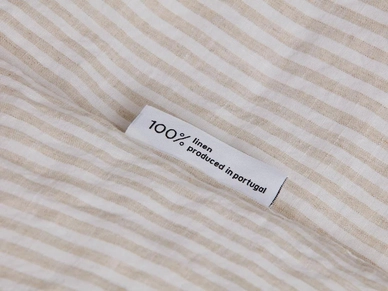 100% linen
produced in portugal